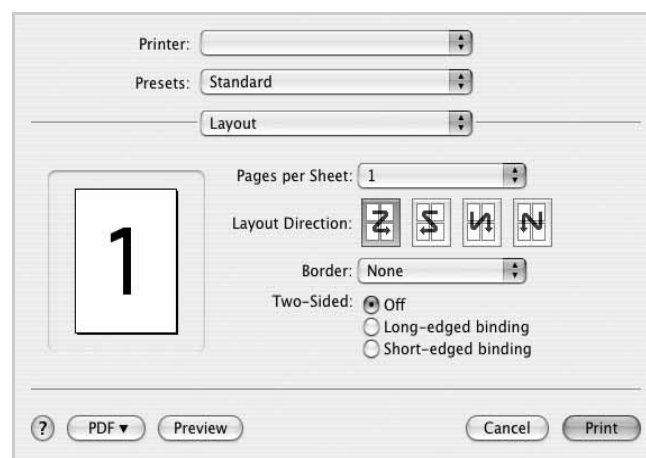 Printer:
Presets: Standard
Layout
Pages per Sheet: 1
1
Layout Direction:
Border: None
Two-Sided: Off
Long-edged binding
Short-edged binding
? PDF▼ Preview Cancel Print